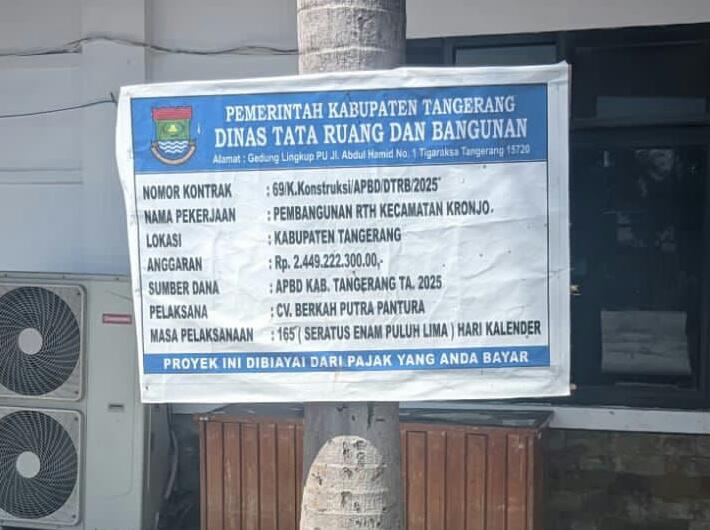 PEMERINTAH KABUPATEN TANGERANG
DINAS TATA RUANG DAN BANGUNAN
Alamat : Gedung Lingkup PU Jl. Abdul Hamid No. 1 Tigaraksa Tangerang 15720
NOMOR KONTRAK : 69/K.Konstruksi/APBD/DTRB/2025
NAMA PEKERJAAN : PEMBANGUNAN RTH KECAMATAN KRONJO.
LOKASI : KABUPATEN TANGERANG
ANGGARAN : Rp. 2.449.222.300.00,-
SUMBER DANA : APBD KAB. TANGERANG TA. 2025
PELAKSANA : CV. BERKAH PUTRA PANTURA
MASA PELAKSANAAN : 165 ( SERATUS ENAM PULUH LIMA ) HARI KALENDER
PROYEK INI DIBIAYAI DARI PAJAK YANG ANDA BAYAR